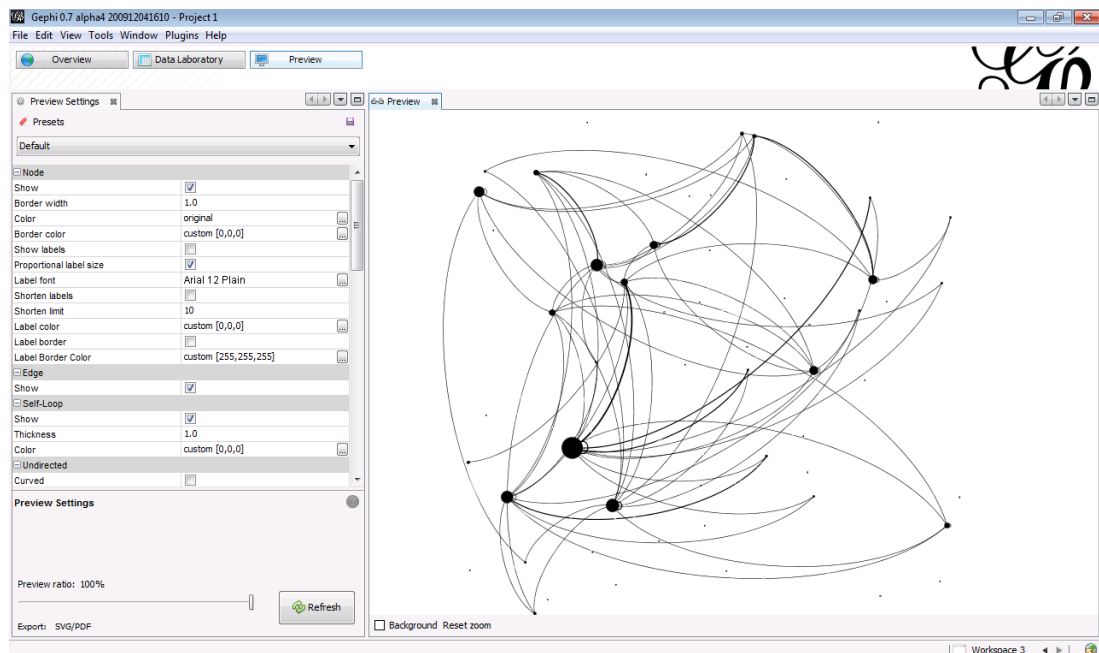 Gephi 0.7 alpha4 200912041610 - Project 1
File Edit View Tools Window Plugins Help
Overview Data Laboratory Preview
Preview Settings
Presets
Default
Node
Show
Border width 1.0
Color original ...
Border color custom [0,0,0] ...
Show labels
Proportional label size
Label font Arial 12 Plain ...
Shorten labels
Shorten limit 10
Label color custom [0,0,0] ...
Label border
Label Border Color custom [255,255,255] ...
Edge
Show
Self-Loop
Show
Thickness 1.0
Color custom [0,0,0] ...
Undirected
Curved
Preview Settings ?
Preview ratio: 100%
Refresh
Export: SVG/PDF
Preview
Background Reset zoom
Workspace 3